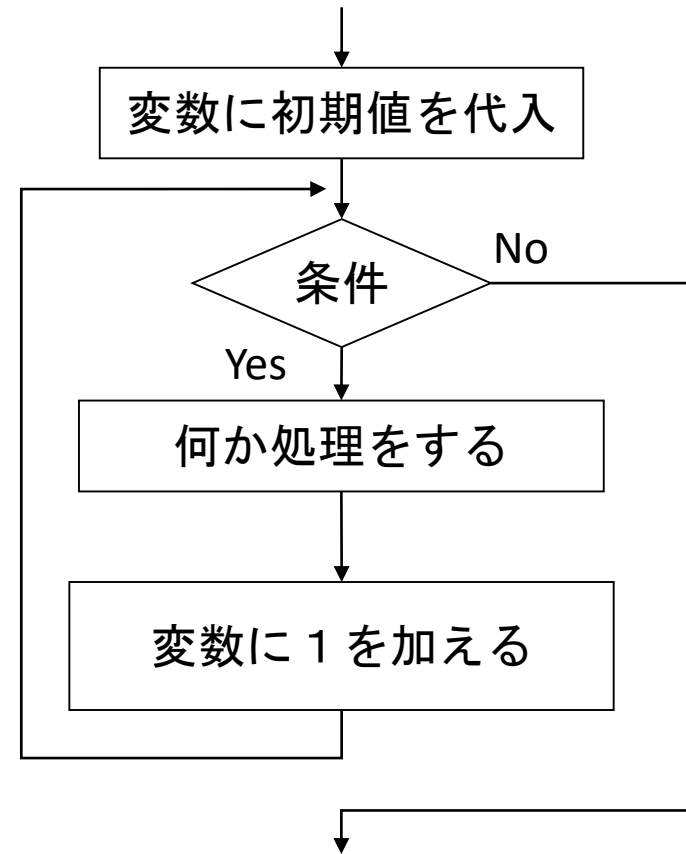 変数に初期値を代入
条件
No
Yes
何か処理をする
変数に１を加える